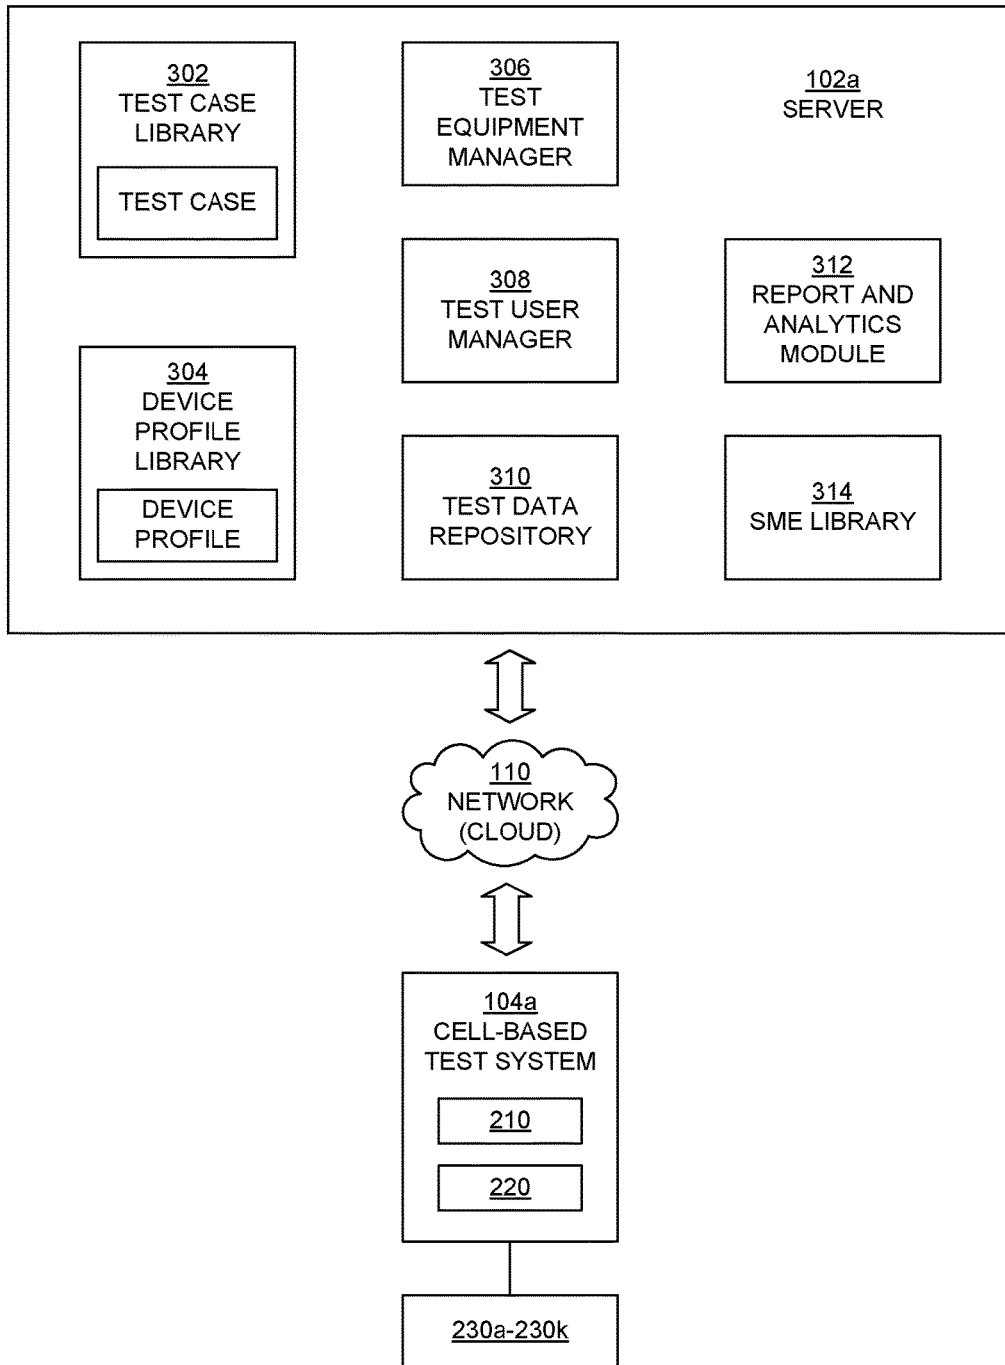 302
TEST CASE
LIBRARY
TEST CASE
304
DEVICE
PROFILE
LIBRARY
DEVICE
PROFILE
306
TEST
EQUIPMENT
MANAGER
308
TEST USER
MANAGER
310
TEST DATA
REPOSITORY
102a
SERVER
312
REPORT AND
ANALYTICS
MODULE
314
SME LIBRARY
110
NETWORK
(CLOUD)
104a
CELL-BASED
TEST SYSTEM
210
220
230a-230k